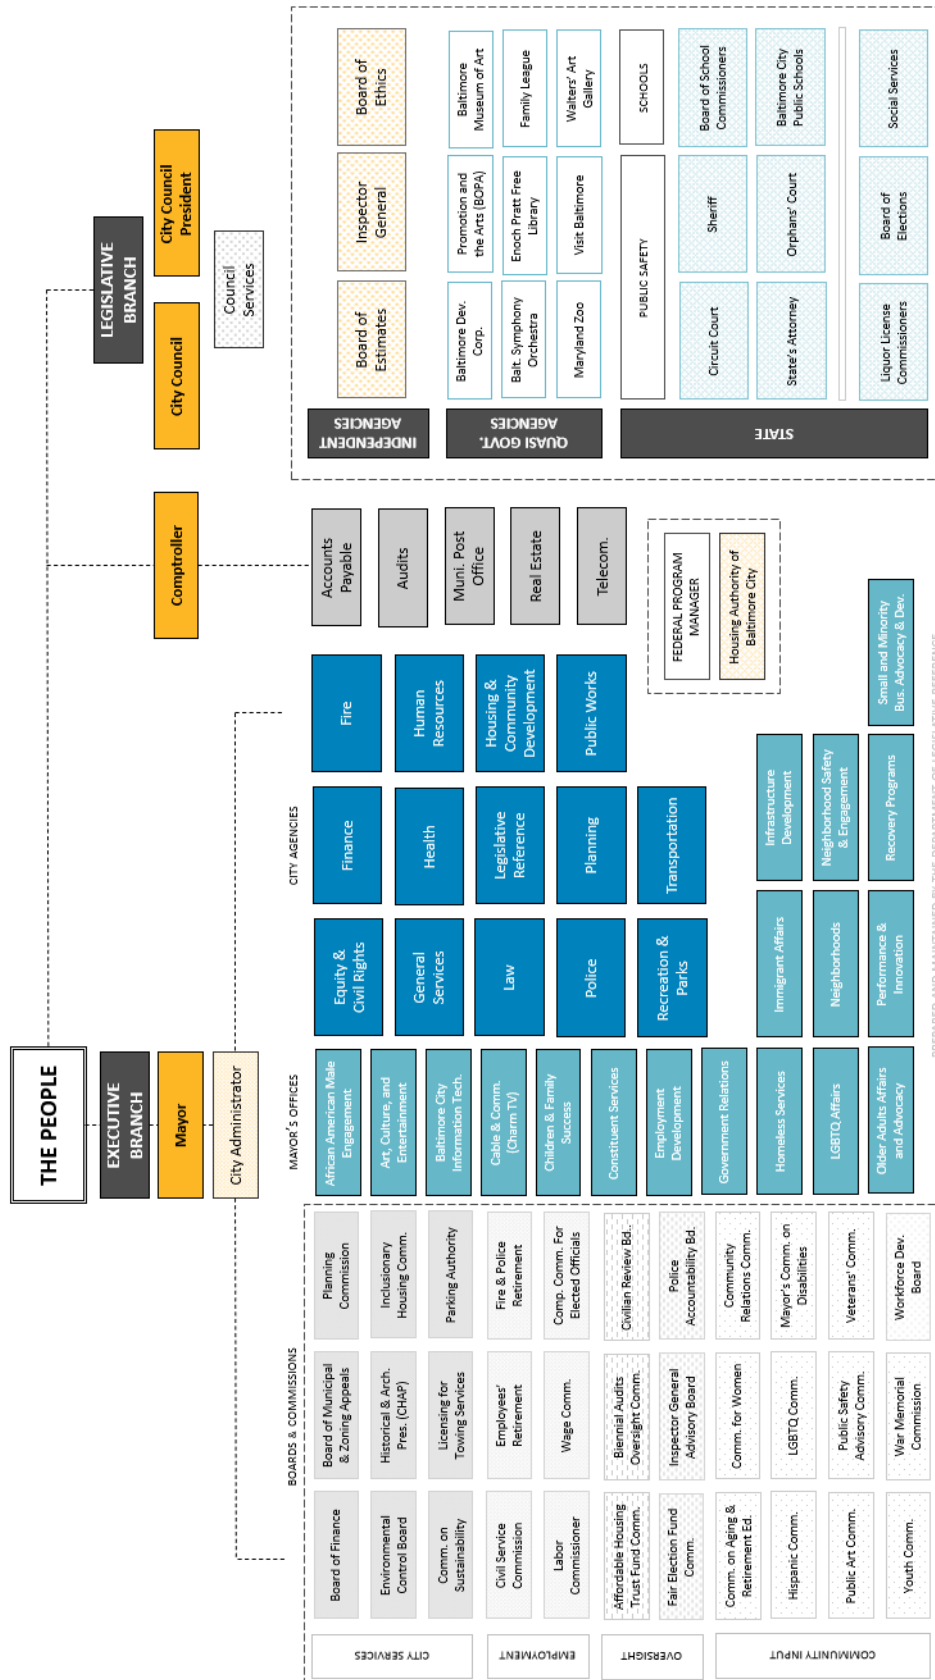 THE PEOPLE
EXECUTIVE
BRANCH
LEGISLATIVE
BRANCH
Mayor
Comptroller
City Council
City Council
President
City Administrator
Council
Services
BOARDS & COMMISSIONS
MAYOR'S OFFICES
CITY AGENCIES
CITY SERVICES
Board of Finance
Board of Municipal
& Zoning Appeals
Planning
Commission
Environmental
Control Board
Historical & Arch.
Pres. (CHAP)
Inclusionary
Housing Comm.
Comm. on
Sustainability
Licensing for
Towing Services
Parking Authority
EMPLOYMENT
Civil Service
Commission
Employees'
Retirement
Fire & Police
Retirement
Labor
Commissioner
Wage Comm.
Comp. Comm. For
Elected Officials
OVERSIGHT
Affordable Housing
Trust Fund Comm.
Biennial Audits
Oversight Comm.
Civilian Review Bd..
Fair Election Fund
Comm.
Inspector General
Advisory Board
Police
Accountability Bd.
COMMUNITY INPUT
Comm. on Aging &
Retirement Ed.
Comm. for Women
Community
Relations Comm.
Hispanic Comm.
LGBTQ Comm.
Mayor's Comm. on
Disabilities
Public Art Comm.
Public Safety
Advisory Comm.
Veterans' Comm.
Youth Comm.
War Memorial
Commission
Workforce Dev.
Board
African American Male
Engagement
Art, Culture, and
Entertainment
Baltimore City
Information Tech.
Cable & Comm.
(Charm TV)
Children & Family
Success
Constituent Services
Employment
Development
Government Relations
Homeless Services
Immigrant Affairs
Infrastructure
Development
LGBTQ Affairs
Neighborhoods
Neighborhood Safety
& Engagement
Older Adults Affairs
and Advocacy
Performance &
Innovation
Recovery Programs
Small and Minority
Bus. Advocacy & Dev.
Equity &
Civil Rights
Finance
Fire
General
Services
Health
Human
Resources
Law
Legislative
Reference
Housing &
Community
Development
Police
Planning
Public Works
Recreation &
Parks
Transportation
Accounts
Payable
Audits
Muni. Post
Office
Real Estate
Telecom.
FEDERAL PROGRAM
MANAGER
Housing Authority of
Baltimore City
INDEPENDENT
AGENCIES
Board of
Estimates
Inspector
General
Board of
Ethics
QUASI GOVT.
AGENCIES
Baltimore Dev.
Corp.
Promotion and
the Arts (BOPA)
Baltimore
Museum of Art
Balt. Symphony
Orchestra
Enoch Pratt Free
Library
Family League
Maryland Zoo
Visit Baltimore
Walters' Art
Gallery
STATE
PUBLIC SAFETY
SCHOOLS
Circuit Court
Sheriff
Board of School
Commissioners
State's Attorney
Orphans' Court
Baltimore City
Public Schools
Liquor License
Commissioners
Board of
Elections
Social Services
PREPARED AND MAINTAINED BY THE DEPARTMENT OF LEGISLATIVE REFERENCE